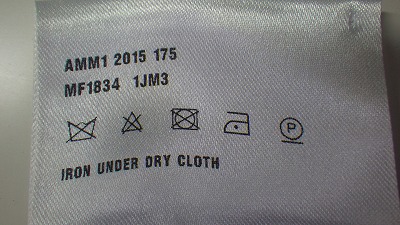 AMM1 2015 175
MF1834 1JM3
P
IRON UNDER DRY CLOTH